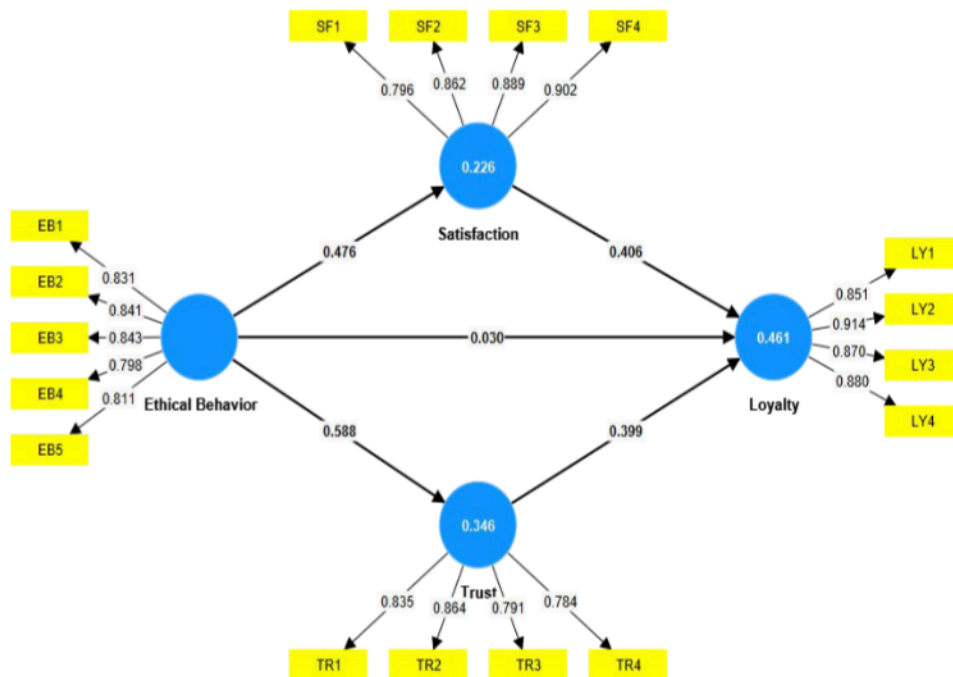 SF1 SF2 SF3 SF4
0.796 0.862 0.889 0.902
0.226
Satisfaction
EB1
EB2
EB3
EB4
EB5
0.831
0.841
0.843
0.798
0.811
Ethical Behavior
0.476
0.406
0.030
0.588
0.399
0.461
Loyalty
LY1
LY2
LY3
LY4
0.851
0.914
0.870
0.880
0.346
Trust
0.835 0.864 0.791 0.784
TR1 TR2 TR3 TR4